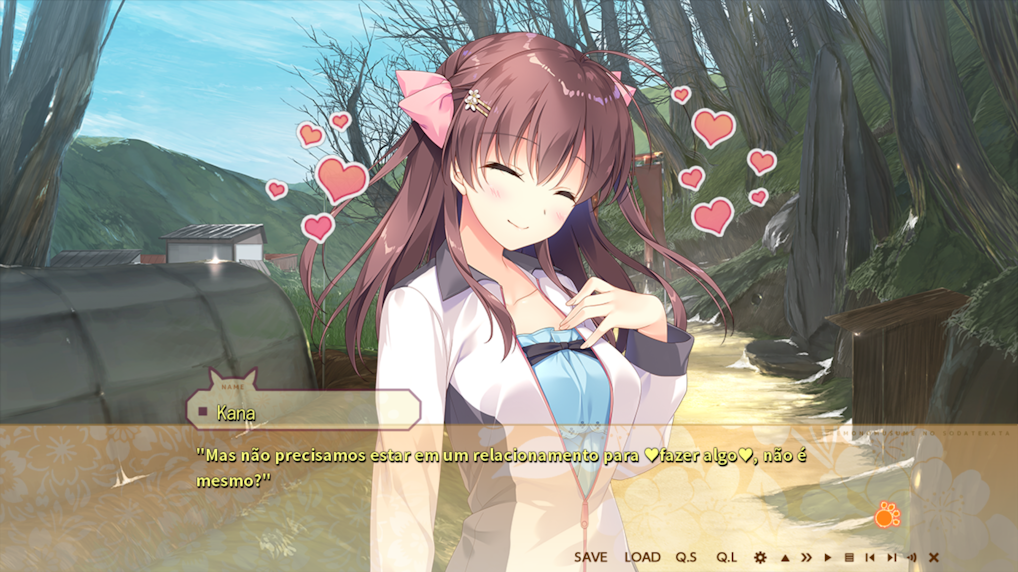 NAME
Kana
"Mas não precisamos estar em um relacionamento para ♥fazer algo♥, não é
mesmo?"
SAVE LOAD Q.S Q.L